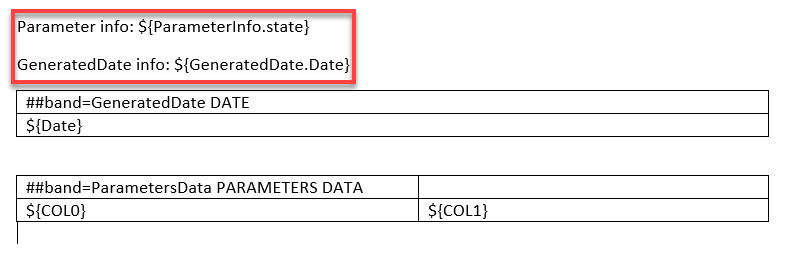 Parameter info: ${ParameterInfo.state}
GeneratedDate info: ${GeneratedDate.Date}
##band=GeneratedDate DATE
${Date}
##band=ParametersData PARAMETERS DATA
${COL0} ${COL1}